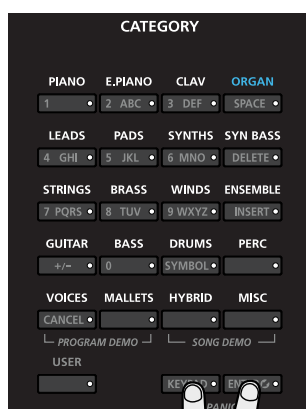 CATEGORY
PIANO E.PIANO CLAV ORGAN
1 2 ABC 3 DEF SPACE
LEADS PADS SYNTHS SYN BASS
4 GHI 5 JKL 6 MNO DELETE
STRINGS BRASS WINDS ENSEMBLE
7 PQRS 8 TUV 9 WXYZ INSERT
GUITAR BASS DRUMS PERC
+/− 0 SYMBOL
VOICES MALLETS HYBRID MISC
CANCEL
PROGRAM DEMO SONG DEMO
USER
PANIC